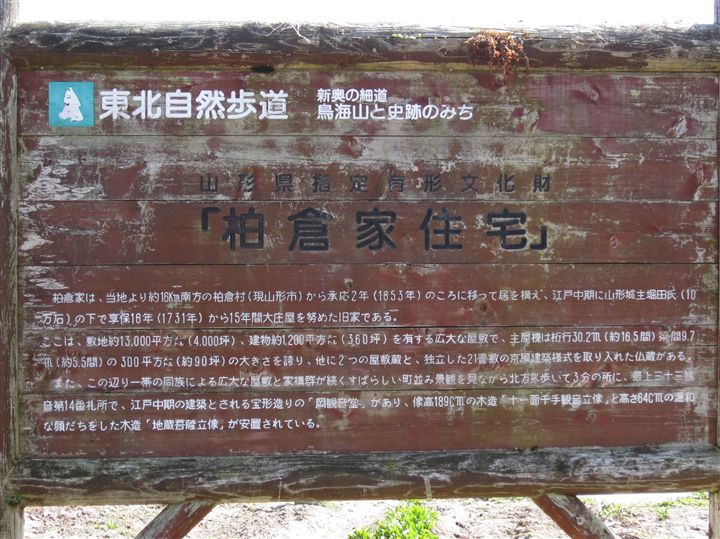 東北自然歩道
新奥の細道
鳥海山と史跡のみち
山形県指定有形文化財
「柏倉家住宅」
柏倉家は、当地より約16Km南方の柏倉村(現山形市)から承応2年(1653年)のころに移って居を構え、江戸中期に山形城主堀田氏(10
万石)の下で享保16年(1731年)から15年間大庄屋を努めた旧家である。
ここは、敷地約13,000平方㍍(4,000坪)、建物約1,200平方㍍(360坪)を有する広大な屋敷で、主屋棟は桁行30.2m(約16.5間)梁間9.7
m(約5.5間)の300平方㍍(約90坪)の大きさを誇り、他に2つの屋敷蔵と、独立した21畳敷の京風建築様式を取り入れた仏蔵がある。
また、この辺り一帯の同族による広大な屋敷と家構群が続くすばらしい町並み景観を見ながら北方へ歩いて3分の所に、最上三十三観
音第14番札所で、江戸中期の建築とされる宝形造りの「岡観音堂」があり、像高189cmの木造「十一面千手観音立像」と高さ64cmの温和
な顔だちをした木造「地蔵菩薩立像」が安置されている。